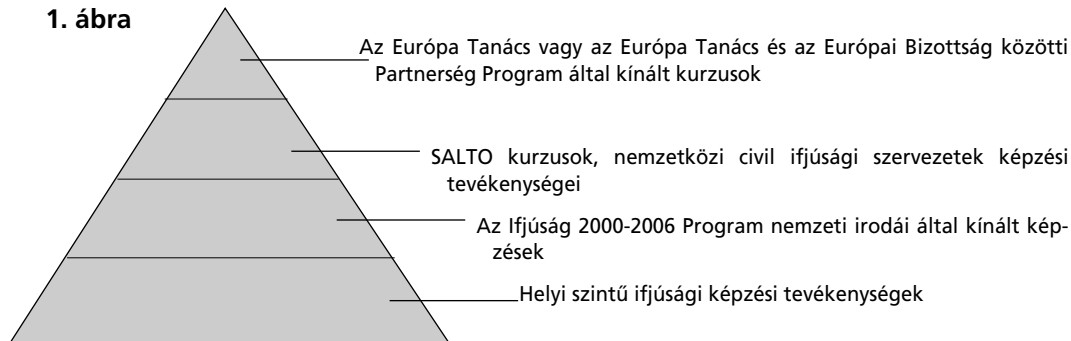 1. ábra
Az Európa Tanács vagy az Európa Tanács és az Európai Bizottság közötti
Partnerség Program által kínált kurzusok
SALTO kurzusok, nemzetközi civil ifjúsági szervezetek képzési
tevékenységei
Az Ifjúság 2000-2006 Program nemzeti irodái által kínált kép-
zések
Helyi szintű ifjúsági képzési tevékenységek